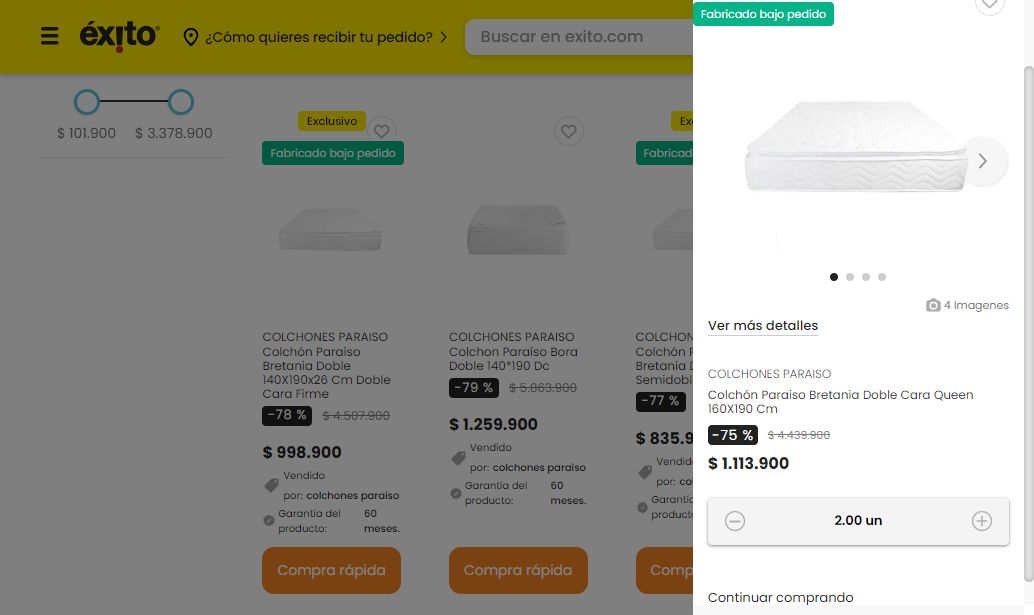 éxito
¿Cómo quieres recibir tu pedido?
Buscar en exito.com
$ 101.900 $ 3.378.900
Exclusivo
Fabricado bajo pedido
COLCHONES PARAISO
Colchón Paraiso
Bretania Doble
140X190x26 Cm Doble
Cara Firme
-78 % $ 4.507.900
$ 998.900
Vendido
por: colchones paraiso
Garantía del 60
producto: meses.
Compra rápida
COLCHONES PARAISO
Colchon Paraiso Bora
Doble 140*190 Dc
-79 % $ 5.863.900
$ 1.259.900
Vendido
por: colchones paraiso
Garantía del 60
producto: meses.
Compra rápida
Ex
Fabricad
COLCHON
Colchón P
Bretania D
Semidobl
-77 %
$ 835.9
Vendid
por: co
Garantí
product
Comp
Fabricado bajo pedido
4 Imagenes
Ver más detalles
COLCHONES PARAISO
Colchón Paraiso Bretania Doble Cara Queen
160X190 Cm
-75 % $ 4.439.900
$ 1.113.900
2.00 un
Continuar comprando